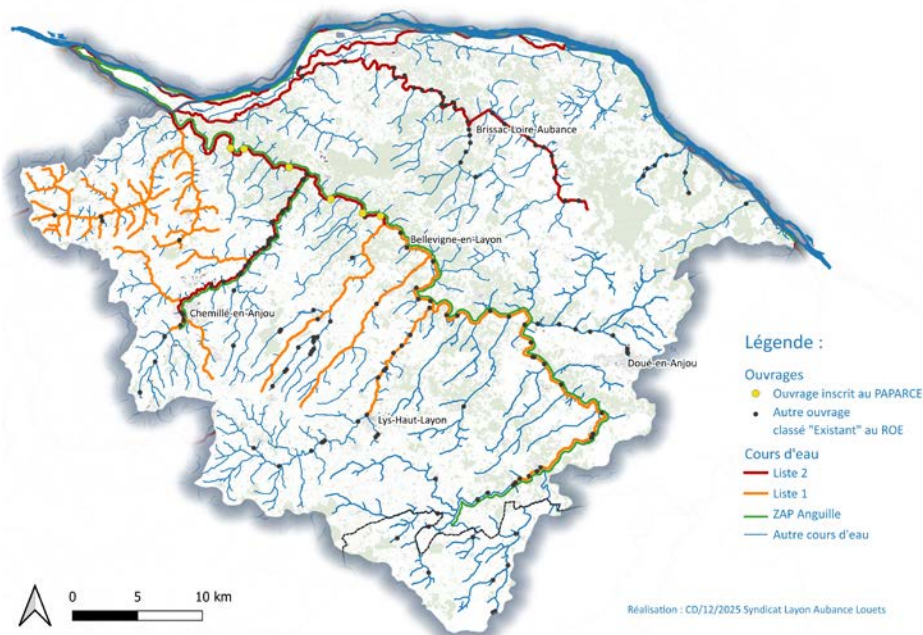 Brissac-Loire-Aubance
Bellevigne-en-Layon
Chemillé-en-Anjou
Doué-en-Anjou
Lys-Haut-Layon
Légende :
Ouvrages
Ouvrage inscrit au PAPARCE
Autre ouvrage
classé "Existant" au ROE
Cours d'eau
Liste 2
Liste 1
ZAP Anguille
Autre cours d'eau
0 5 10 km
Réalisation : CD/12/2025 Syndicat Layon Aubance Louets